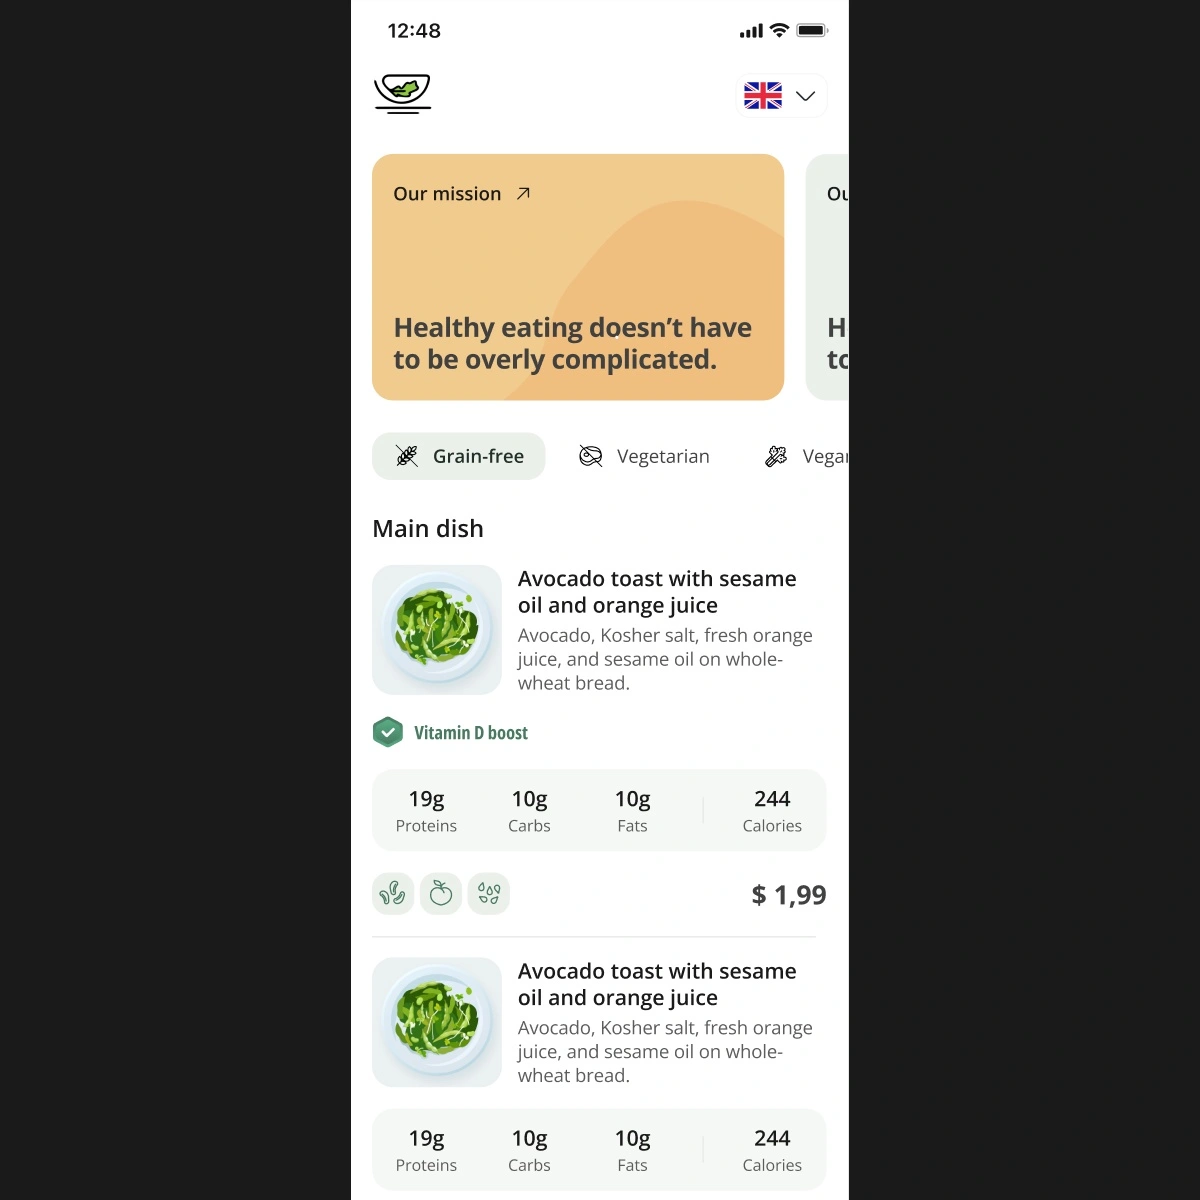 12:48
Our mission
Ou
Healthy eating doesn’t have
to be overly complicated.
H
to
Grain-free
Vegetarian
Vegan
Main dish
Avocado toast with sesame
oil and orange juice
Avocado, Kosher salt, fresh orange
juice, and sesame oil on whole-
wheat bread.
Vitamin D boost
19g
10g
10g
244
Proteins
Carbs
Fats
Calories
$ 1,99
Avocado toast with sesame
oil and orange juice
Avocado, Kosher salt, fresh orange
juice, and sesame oil on whole-
wheat bread.
19g
10g
10g
244
Proteins
Carbs
Fats
Calories